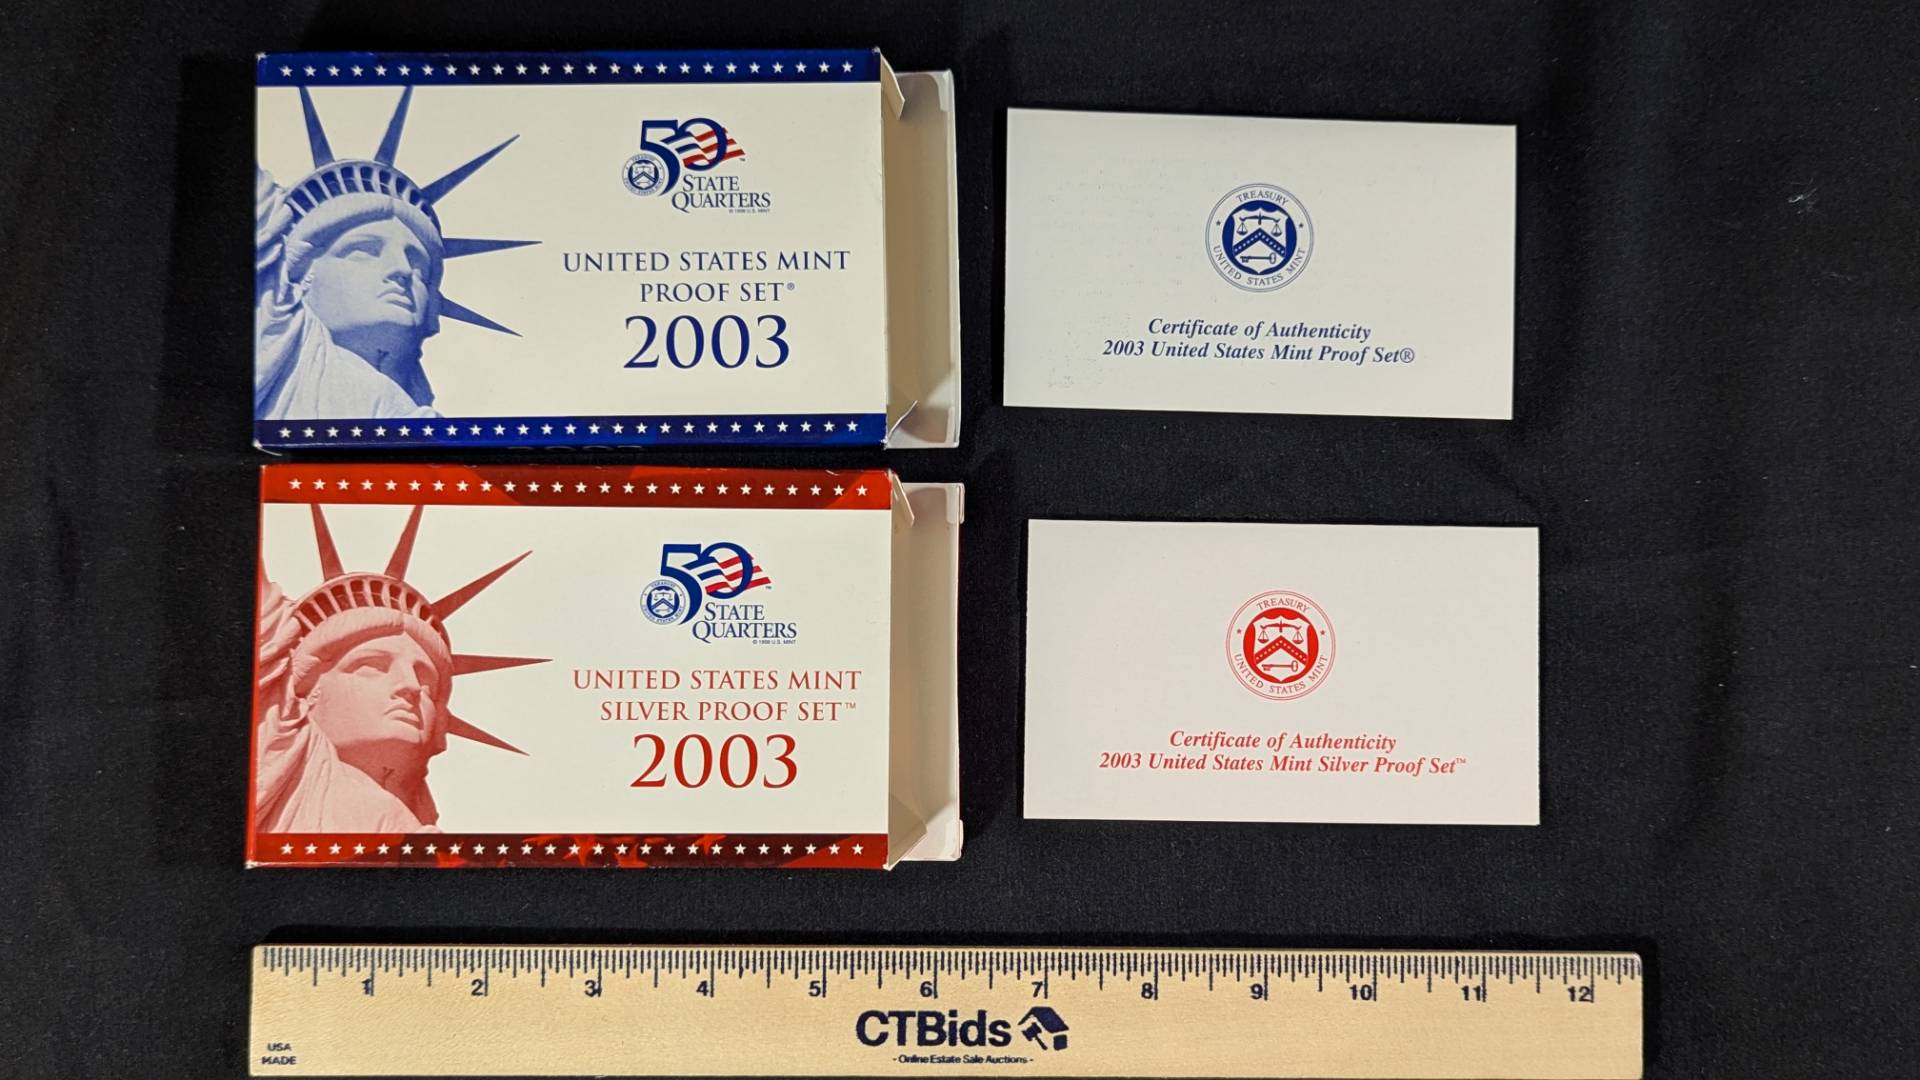 50
STATE
QUARTERS
UNITED STATES MINT
PROOF SET®
2003
TREASURY
UNITED STATES MINT
Certificate of Authenticity
2003 United States Mint Proof Set®
50
STATE
QUARTERS
© 1998 U.S. MINT
UNITED STATES MINT
SILVER PROOF SET™
2003
TREASURY
UNITED STATES MINT
Certificate of Authenticity
2003 United States Mint Silver Proof Set™
1 2 3 4 5 6 7 8 9 10 11 12
CTBids
- Online Estate Sale Auctions -
USA
MADE